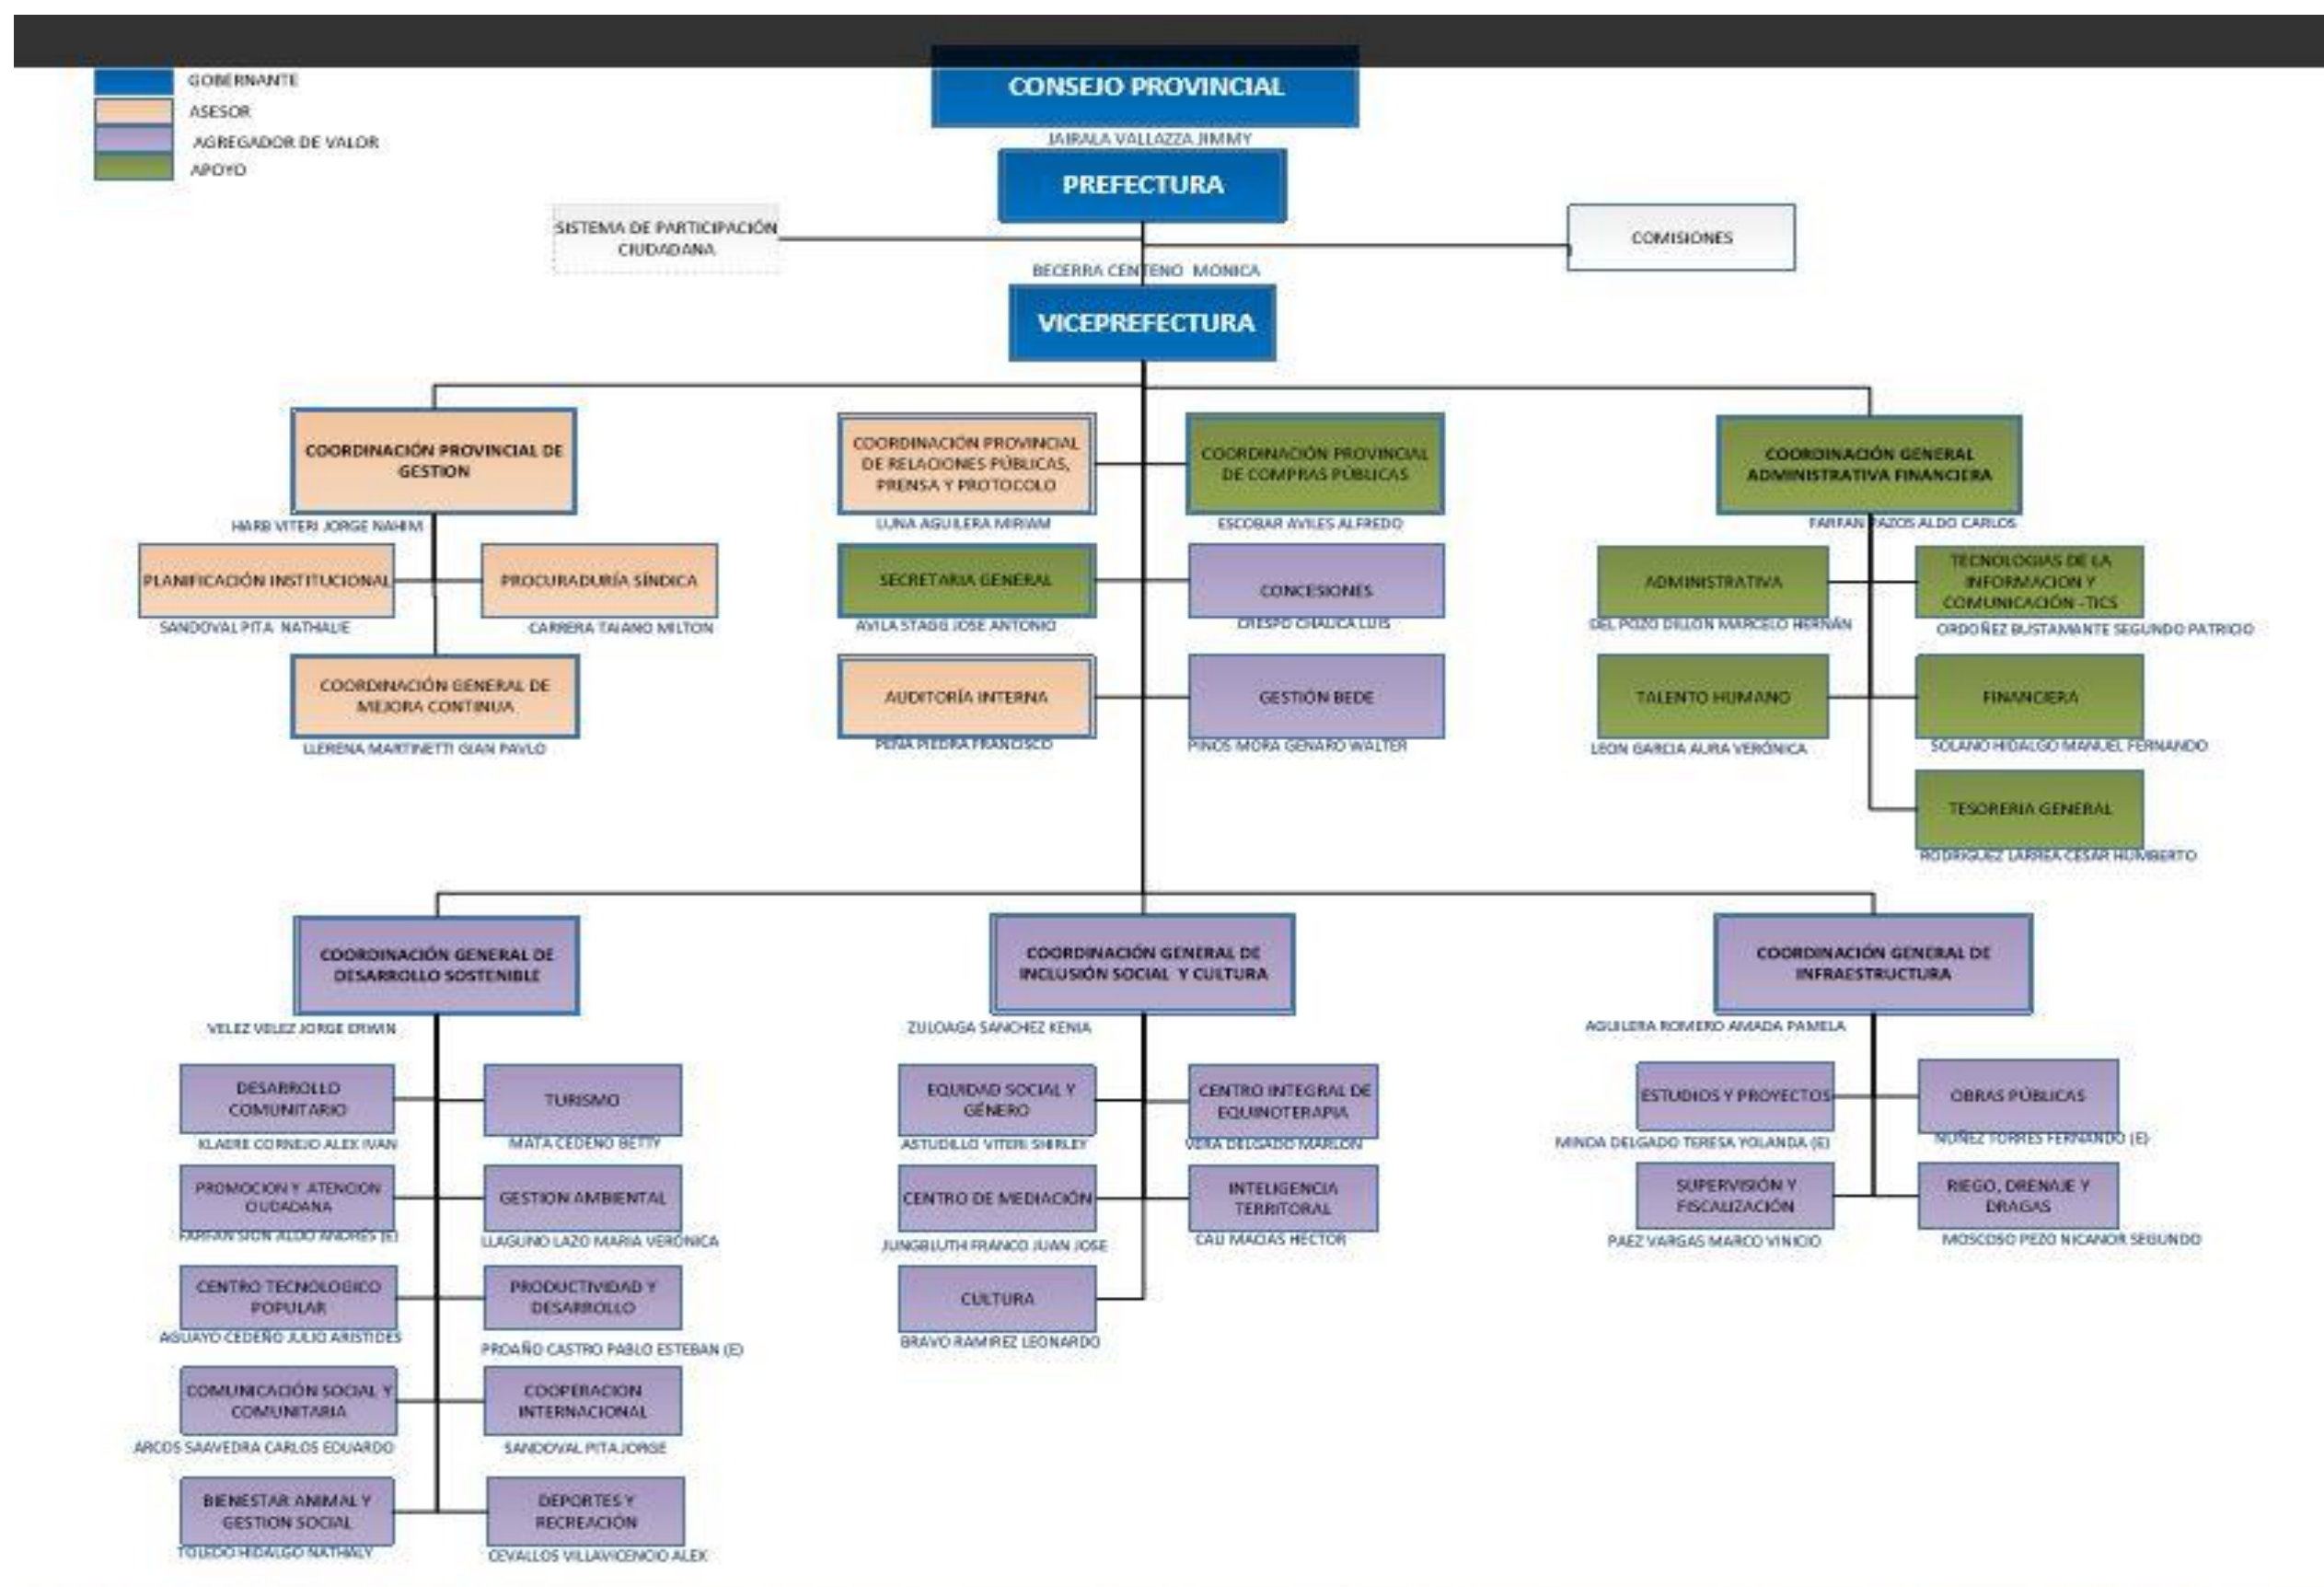 GOBERNANTE
ASESOR
AGREGADOR DE VALOR
APOYO
CONSEJO PROVINCIAL
JAIRALA VALLAZZA JIMMY
PREFECTURA
SISTEMA DE PARTICIPACIÓN
CIUDADANA
COMISIONES
BECERRA CENTENO MONICA
VICEPREFECTURA
COORDINACIÓN PROVINCIAL DE
GESTION
HARB VITERI JORGE NAHIM
PLANIFICACIÓN INSTITUCIONAL
SANDOVAL PITA NATHALIE
PROCURADURÍA SÍNDICA
CARRERA TAIANO MILTON
COORDINACIÓN GENERAL DE
MEJORA CONTINUA
LLERENA MARTINETTI GIAN PAVLO
COORDINACIÓN PROVINCIAL
DE RELACIONES PÚBLICAS,
PRENSA Y PROTOCOLO
LUNA AGUILERA MIRIAM
COORDINACIÓN PROVINCIAL
DE COMPRAS PÚBLICAS
ESCOBAR AVILES ALFREDO
SECRETARIA GENERAL
AVILA STAGG JOSE ANTONIO
CONCESIONES
CRESPO CHAUCA LUIS
AUDITORÍA INTERNA
PEÑA PIEDRA FRANCISCO
GESTIÓN BEDE
PINOS MORA GENARO WALTER
COORDINACIÓN GENERAL
ADMINISTRATIVA FINANCIERA
FARFAN PAZOS ALDO CARLOS
ADMINISTRATIVA
DEL POZO DILLON MARCELO HERNÁN
TECNOLOGIAS DE LA
INFORMACION Y
COMUNICACIÓN -TICS
ORDOÑEZ BUSTAMANTE SEGUNDO PATRICIO
TALENTO HUMANO
LEON GARCIA AURA VERÓNICA
FINANCIERA
SOLANO HIDALGO MANUEL FERNANDO
TESORERIA GENERAL
RODRIGUEZ LARREA CESAR HUMBERTO
COORDINACIÓN GENERAL DE
DESARROLLO SOSTENIBLE
VELEZ VELEZ JORGE ERWIN
DESARROLLO
COMUNITARIO
KLAERE CORNEJO ALEX IVAN
TURISMO
MATA CEDEÑO BETTY
PROMOCION Y ATENCION
CIUDADANA
FARFAN SION ALDO ANDRÉS (E)
GESTION AMBIENTAL
LLAGUNO LAZO MARIA VERÓNICA
CENTRO TECNOLOGICO
POPULAR
AGUAYO CEDEÑO JULIO ARISTIDES
PRODUCTIVIDAD Y
DESARROLLO
PROAÑO CASTRO PABLO ESTEBAN (E)
COMUNICACIÓN SOCIAL Y
COMUNITARIA
ARCOS SAAVEDRA CARLOS EDUARDO
COOPERACION
INTERNACIONAL
SANDOVAL PITA JORGE
BIENESTAR ANIMAL Y
GESTION SOCIAL
TOLEDO HIDALGO NATHALY
DEPORTES Y
RECREACIÓN
CEVALLOS VILLAVICENCIO ALEX
COORDINACIÓN GENERAL DE
INCLUSIÓN SOCIAL Y CULTURA
ZULOAGA SANCHEZ KENIA
EQUIDAD SOCIAL Y
GÉNERO
ASTUDILLO VITERI SHIRLEY
CENTRO INTEGRAL DE
EQUINOTERAPIA
VERA DELGADO MARLON
CENTRO DE MEDIACIÓN
JUNGBLUTH FRANCO JUAN JOSE
INTELIGENCIA
TERRITORAL
CALI MACIAS HECTOR
CULTURA
BRAVO RAMIREZ LEONARDO
COORDINACIÓN GENERAL DE
INFRAESTRUCTURA
AGUILERA ROMERO AMADA PAMELA
ESTUDIOS Y PROYECTOS
MINDA DELGADO TERESA YOLANDA (E)
OBRAS PÚBLICAS
NUÑEZ TORRES FERNANDO (E)
SUPERVISIÓN Y
FISCALIZACIÓN
PAEZ VARGAS MARCO VINICIO
RIEGO, DRENAJE Y
DRAGAS
MOSCOSO PEZO NICANOR SEGUNDO